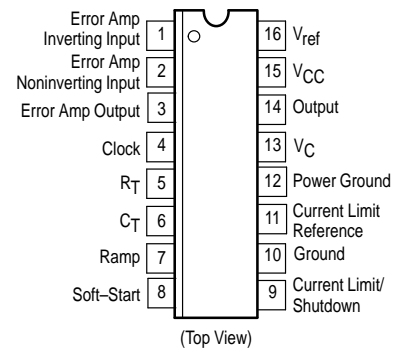 Error Amp
Inverting Input 1
Error Amp
Noninverting Input 2
Error Amp Output 3
Clock 4
RT 5
CT 6
Ramp 7
Soft–Start 8
16 Vref
15 VCC
14 Output
13 VC
12 Power Ground
11 Current Limit
Reference
10 Ground
9 Current Limit/
Shutdown
(Top View)